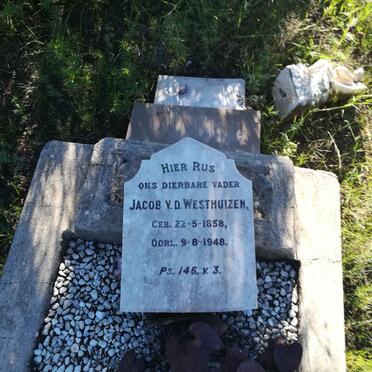 HIER RUS
ONS DIERBARE VADER
JACOB V.D. WESTHUIZEN,
GEB. 22-5-1858,
OORL. 9-8-1948.
PS. 146. V. 3.